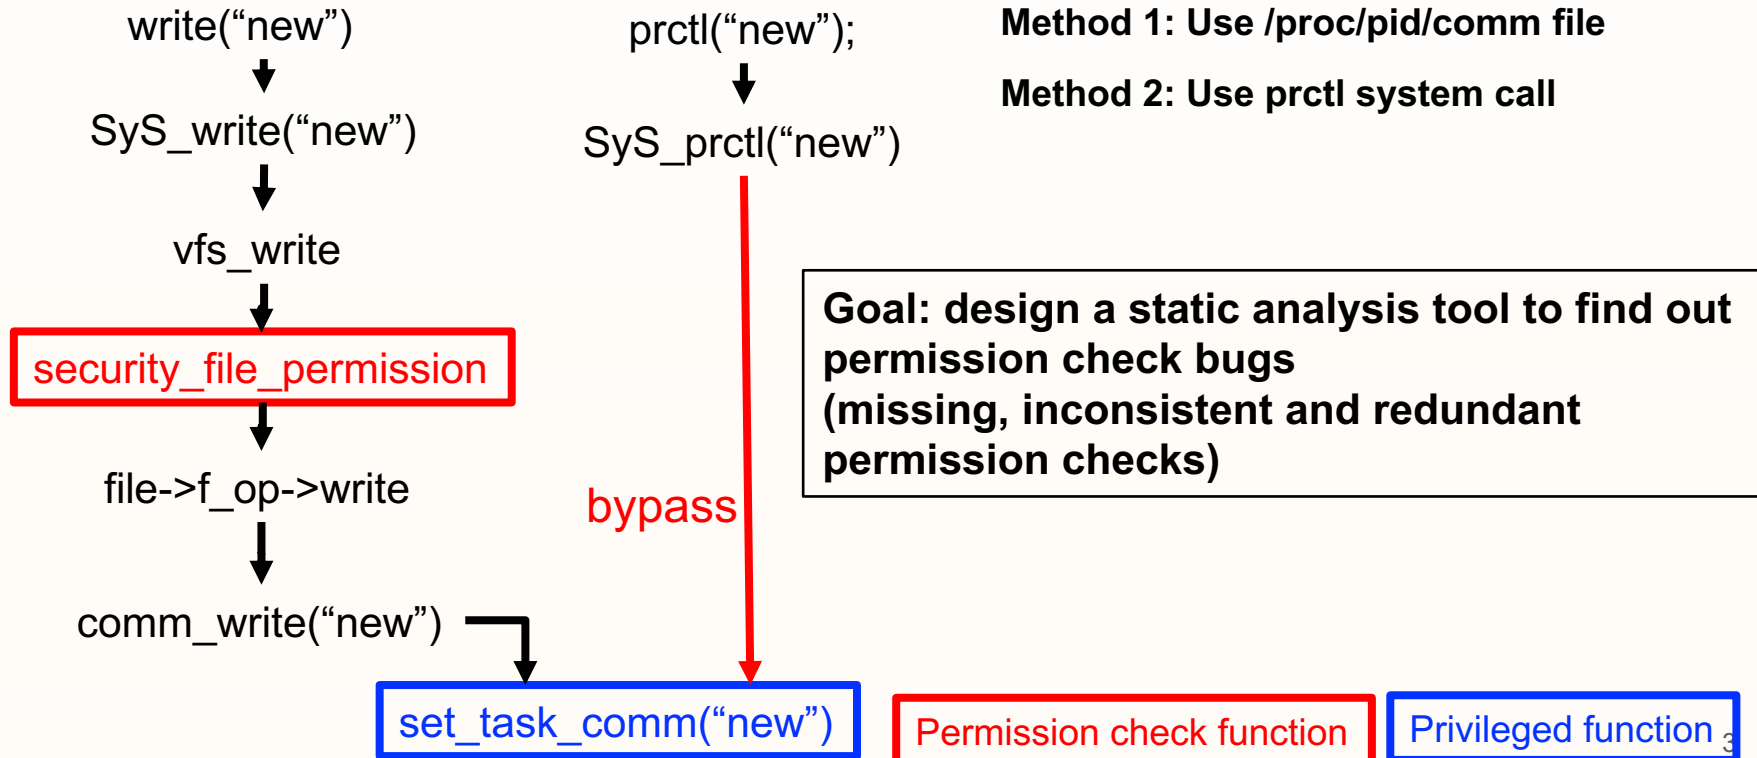 write(“new”)
SyS_write(“new”)
vfs_write
security_file_permission
file->f_op->write
comm_write(“new”)
prctl(“new”);
SyS_prctl(“new”)
bypass
set_task_comm(“new”)
Method 1: Use /proc/pid/comm file
Method 2: Use prctl system call
Goal: design a static analysis tool to find out
permission check bugs
(missing, inconsistent and redundant
permission checks)
Permission check function
Privileged function
3